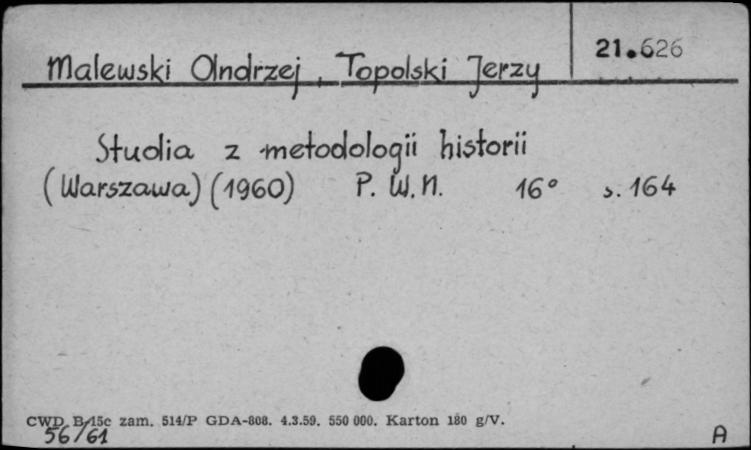 Malewski Andrzej, Topolski Jerzy
21.626
Studia z metodologii historii
(Warszawa) (1960) P. W. N. 16° s. 164
CWD B/15c zam. 514/P GDA-808. 4.3.59. 550 000. Karton 180 g/V.
56/61
A